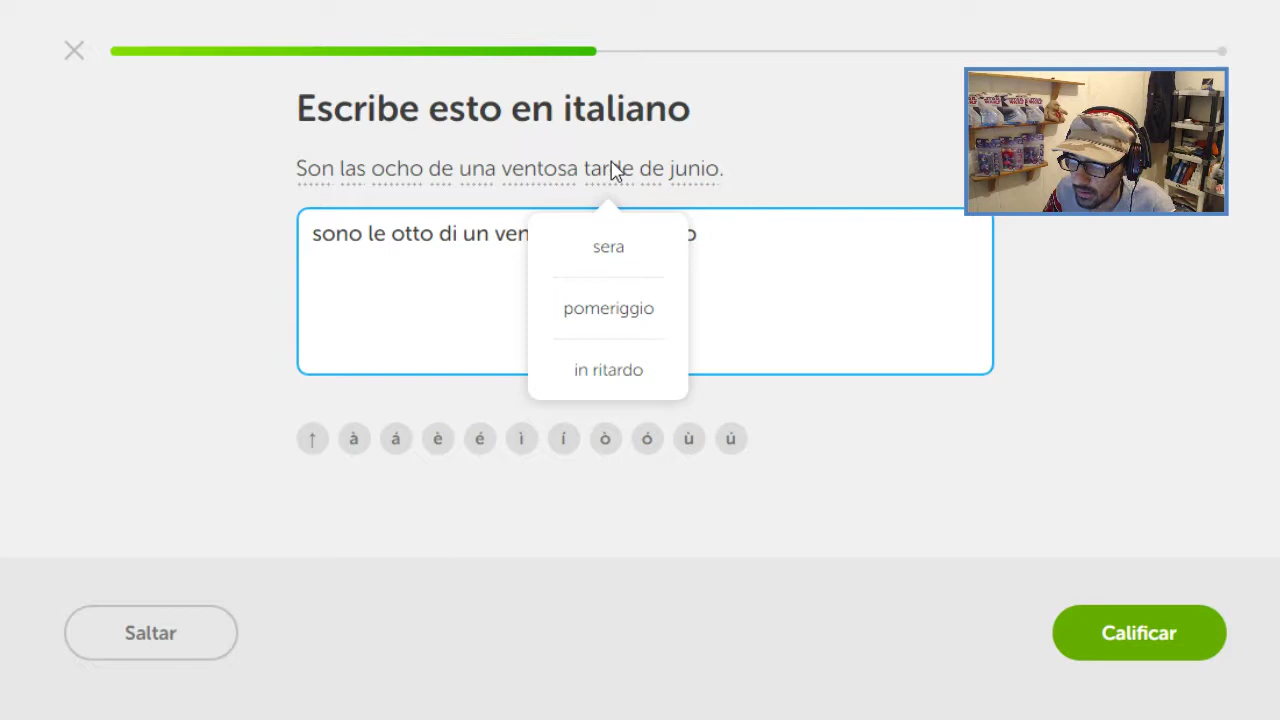 Escribe esto en italiano
Son las ocho de una ventosa tarde de junio.
sono le otto di un ven
sera
pomeriggio
in ritardo
↑ à á è é ì í ò ó ù ú
Saltar
Calificar